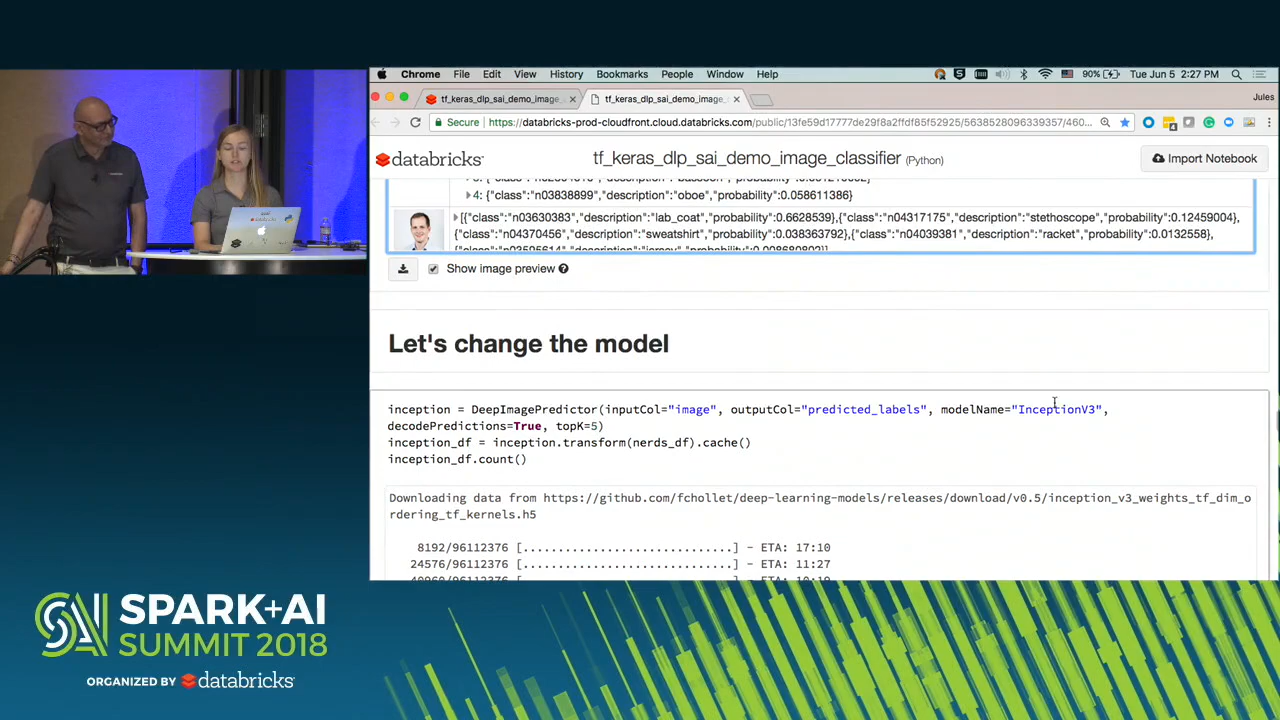 Chrome File Edit View History Bookmarks People Window Help 90% Tue Jun 5 2:27 PM
tf_keras_dlp_sai_demo_image_ tf_keras_dlp_sai_demo_image_ Jules
Secure https://databricks-prod-cloudfront.cloud.databricks.com/public/13fe59d17777de29f8a2ffdf85f52925/5638528096339357/460...
databricks tf_keras_dlp_sai_demo_image_classifier (Python) Import Notebook
4: {"class":"n03838899","description":"oboe","probability":0.058611386}
[{"class":"n03630383","description":"lab_coat","probability":0.6628539},{"class":"n04317175","description":"stethoscope","probability":0.12459004},
{"class":"n04370456","description":"sweatshirt","probability":0.038363792},{"class":"n04039381","description":"racket","probability":0.0132558},
Show image preview
Let's change the model
inception = DeepImagePredictor(inputCol="image", outputCol="predicted_labels", modelName="InceptionV3",
decodePredictions=True, topK=5)
inception_df = inception.transform(nerds_df).cache()
inception_df.count()
Downloading data from https://github.com/fchollet/deep-learning-models/releases/download/v0.5/inception_v3_weights_tf_dim_o
rdering_tf_kernels.h5
8192/96112376 [..............................] - ETA: 17:10
24576/96112376 [..............................] - ETA: 11:27
SAI SPARK+AI
SUMMIT 2018
ORGANIZED BY databricks